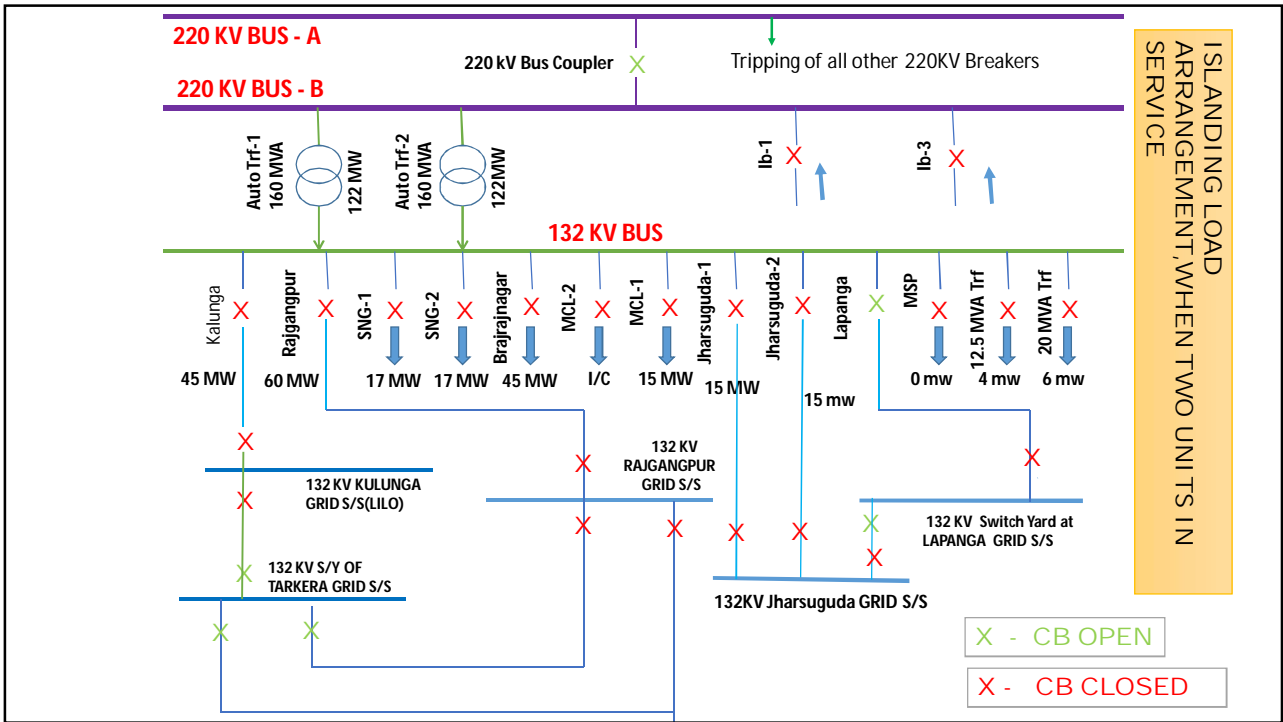 220 KV BUS - A
220 kV Bus Coupler
X
Tripping of all other 220KV Breakers
220 KV BUS - B
Auto Trf-1
160 MVA
122 MW
Auto Trf-2
160 MVA
122MW
Ib-1
X
Ib-3
X
132 KV BUS
Kalunga
X
Rajgangpur
X
SNG-1
X
SNG-2
X
Brajrajnagar
X
MCL-2
X
MCL-1
X
Jharsuguda-1
X
Jharsuguda-2
X
Lapanga
X
MSP
X
12.5 MVA Trf
X
20 MVA Trf
X
45 MW
60 MW
17 MW
17 MW
45 MW
I/C
15 MW
15 MW
15 mw
0 mw
4 mw
6 mw
X
X
X
132 KV
RAJGANGPUR
GRID S/S
132 KV KULUNGA
GRID S/S(LILO)
X
X
X
X
X
X
X
132 KV Switch Yard at
LAPANGA GRID S/S
132 KV S/Y OF
TARKERA GRID S/S
X
X
132KV Jharsuguda GRID S/S
X
X
X - CB OPEN
X - CB CLOSED
ISLANDING LOAD
ARRANGEMENT,WHEN TWO UNITS IN
SERVICE